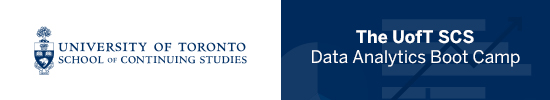 UNIVERSITY OF TORONTO
SCHOOL OF CONTINUING STUDIES
The UofT SCS
Data Analytics Boot Camp